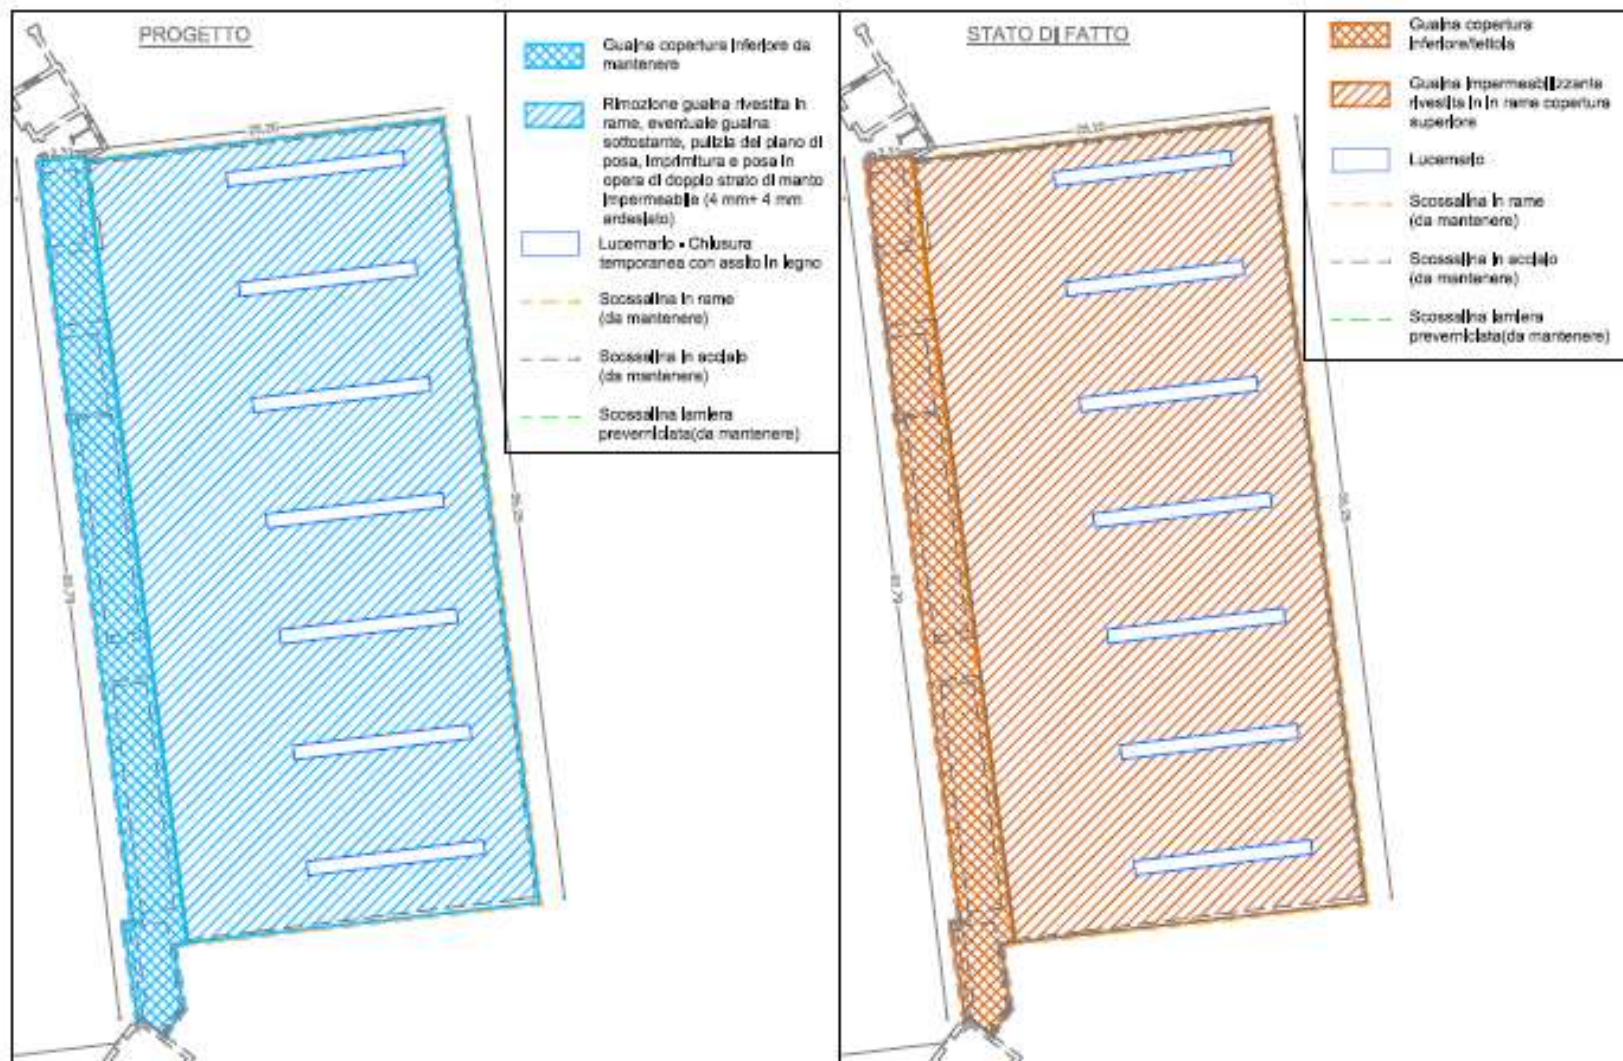 PROGETTO
Guaina copertura inferiore da
mantenere
Rimozione guaina rivestita in
rame, eventuale guaina
sottostante, pulizia del piano di
posa, imprimitura e posa in
opera di doppio strato di manto
impermeabile (4 mm+ 4 mm
ardesiato)
Lucernario - Chiusura
temporanea con assito in legno
Scossalina in rame
(da mantenere)
Scossalina in acciaio
(da mantenere)
Scossalina lamiera
preverniciata(da mantenere)
STATO DI FATTO
Guaina copertura
inferiore/tettoia
Guaina impermeabilizzante
rivestita in in rame copertura
superiore
Lucernario
Scossalina in rame
(da mantenere)
Scossalina in acciaio
(da mantenere)
Scossalina lamiera
preverniciata(da mantenere)